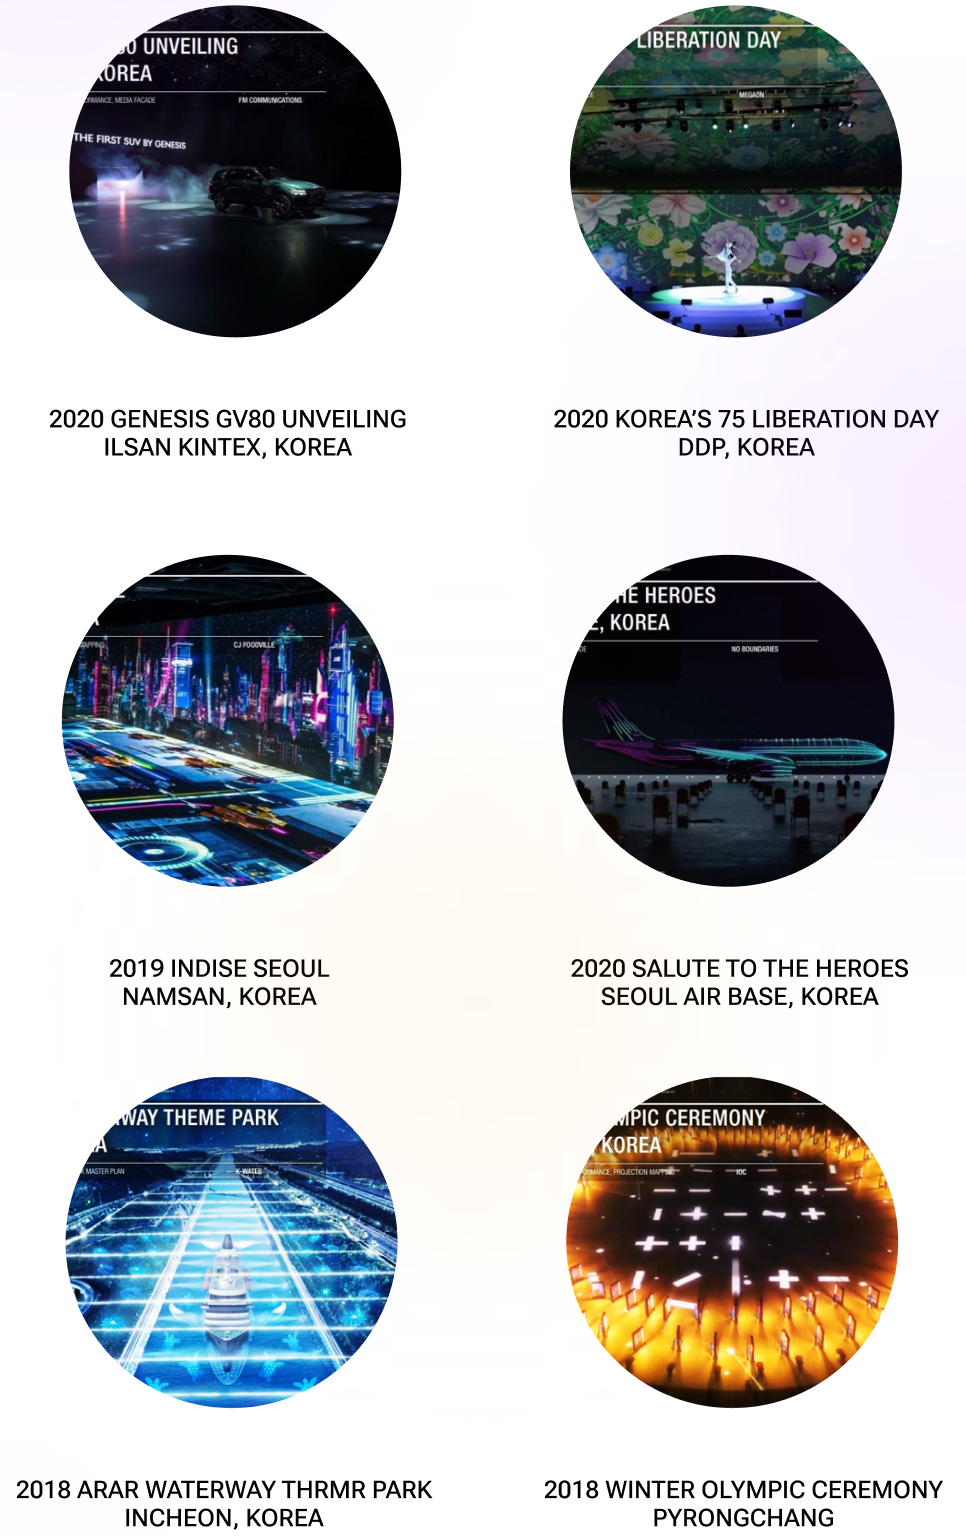 80 UNVEILING
KOREA
ORMANCE, MEDIA FACADE FM COMMUNICATIONS
THE FIRST SUV BY GENESIS
LIBERATION DAY
MEGAON
2020 GENESIS GV80 UNVEILING
ILSAN KINTEX, KOREA
2020 KOREA'S 75 LIBERATION DAY
DDP, KOREA
MAPPING CJ FOODVILLE
HE HEROES
E, KOREA
DE NO BOUNDARIES
2019 INDISE SEOUL
NAMSAN, KOREA
2020 SALUTE TO THE HEROES
SEOUL AIR BASE, KOREA
WAY THEME PARK
A
MASTER PLAN K-WATER
MPIC CEREMONY
KOREA
ORMANCE, PROJECTION MAPPING IOC
2018 ARAR WATERWAY THRMR PARK
INCHEON, KOREA
2018 WINTER OLYMPIC CEREMONY
PYRONGCHANG